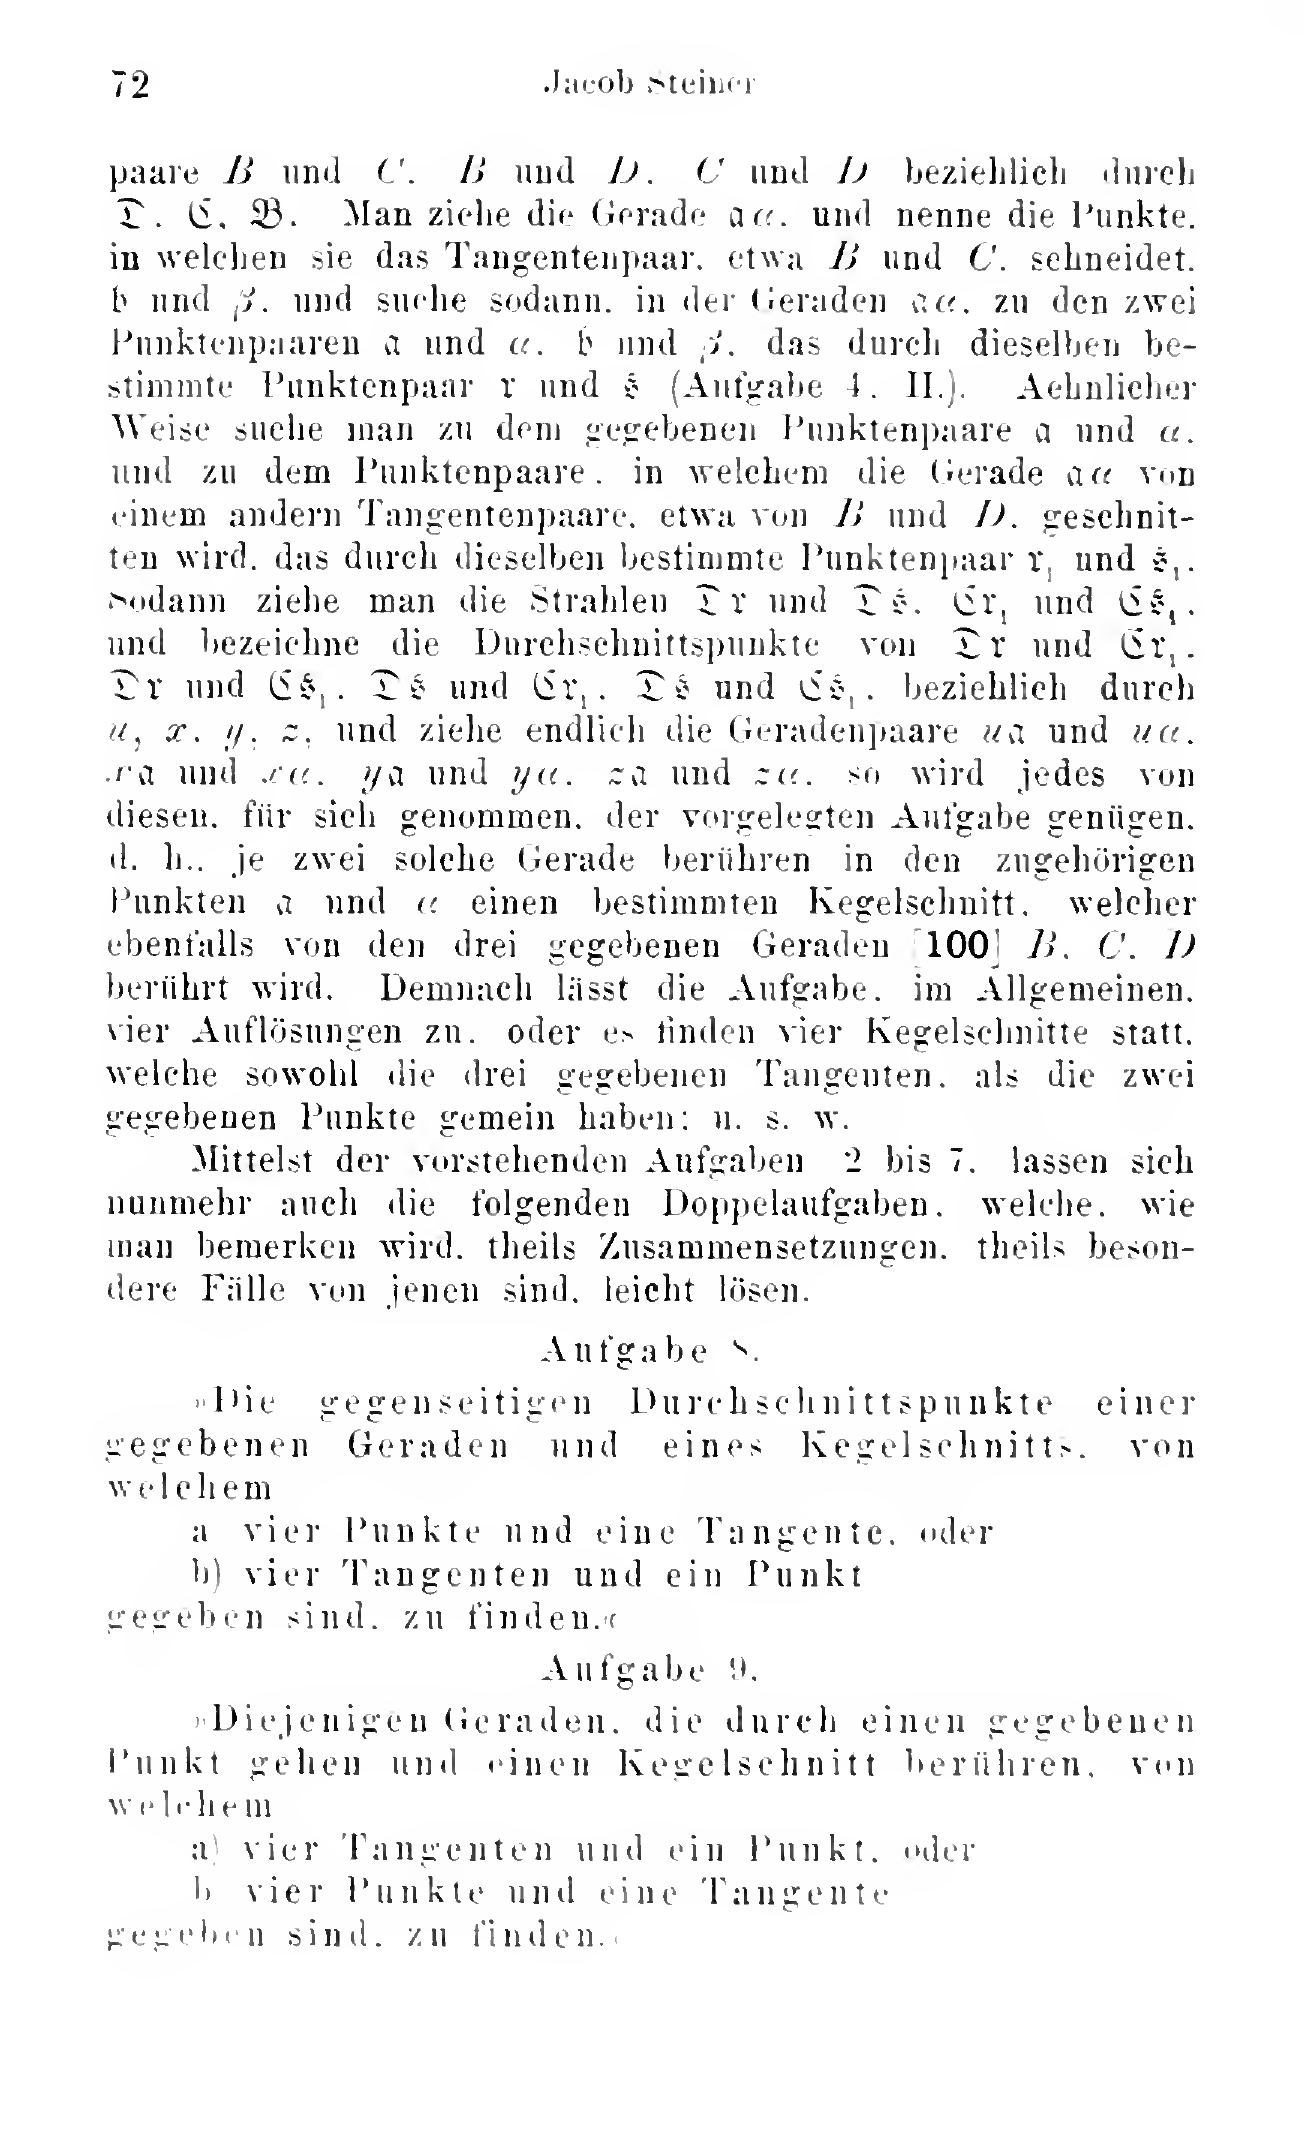 72 Jacob Steiner
paare B und C, B und D, C und D beziehlich durch
𝔇, ℭ, 𝔅. Man ziehe die Gerade 𝔞α, und nenne die Punkte,
in welchen sie das Tangentenpaar, etwa B und C, schneidet,
𝔟 und β, und suche sodann, in der Geraden 𝔞α, zu den zwei
Punktenpaaren 𝔞 und α, 𝔟 und β, das durch dieselben be-
stimmte Punktenpaar 𝔯 und 𝔰 (Aufgabe 4. II.). Aehnlicher
Weise suche man zu dem gegebenen Punktenpaare 𝔞 und α,
und zu dem Punktenpaare, in welchem die Gerade 𝔞α von
einem andern Tangentenpaare, etwa von B und D, geschnit-
ten wird, das durch dieselben bestimmte Punktenpaar 𝔯₁ und 𝔰₁.
Sodann ziehe man die Strahlen 𝔇𝔯 und 𝔇𝔰, ℭ𝔯₁ und ℭ𝔰₁,
und bezeichne die Durchschnittspunkte von 𝔇𝔯 und ℭ𝔯₁,
𝔇𝔯 und ℭ𝔰₁, 𝔇𝔰 und ℭ𝔯₁, 𝔇𝔰 und ℭ𝔰₁, beziehlich durch
u, x, y, z, und ziehe endlich die Geradenpaare u𝔞 und uα,
x𝔞 und xα, y𝔞 und yα, z𝔞 und zα, so wird jedes von
diesen, für sich genommen, der vorgelegten Aufgabe genügen,
d. h., je zwei solche Gerade berühren in den zugehörigen
Punkten 𝔞 und α einen bestimmten Kegelschnitt, welcher
ebenfalls von den drei gegebenen Geraden [100] B, C, D
berührt wird. Demnach lässt die Aufgabe, im Allgemeinen,
vier Auflösungen zu, oder es finden vier Kegelschnitte statt,
welche sowohl die drei gegebenen Tangenten, als die zwei
gegebenen Punkte gemein haben; u. s. w.
Mittelst der vorstehenden Aufgaben 2 bis 7, lassen sich
nunmehr auch die folgenden Doppelaufgaben, welche, wie
man bemerken wird, theils Zusammensetzungen, theils beson-
dere Fälle von jenen sind, leicht lösen.
Aufgabe 8.
»Die gegenseitigen Durchschnittspunkte einer
gegebenen Geraden und eines Kegelschnitts, von
welchem
a) vier Punkte und eine Tangente, oder
b) vier Tangenten und ein Punkt
gegeben sind, zu finden.«
Aufgabe 9.
»Diejenigen Geraden, die durch einen gegebenen
Punkt gehen und einen Kegelschnitt berühren, von
welchem
a) vier Tangenten und ein Punkt, oder
b) vier Punkte und eine Tangente
gegeben sind, zu finden.«